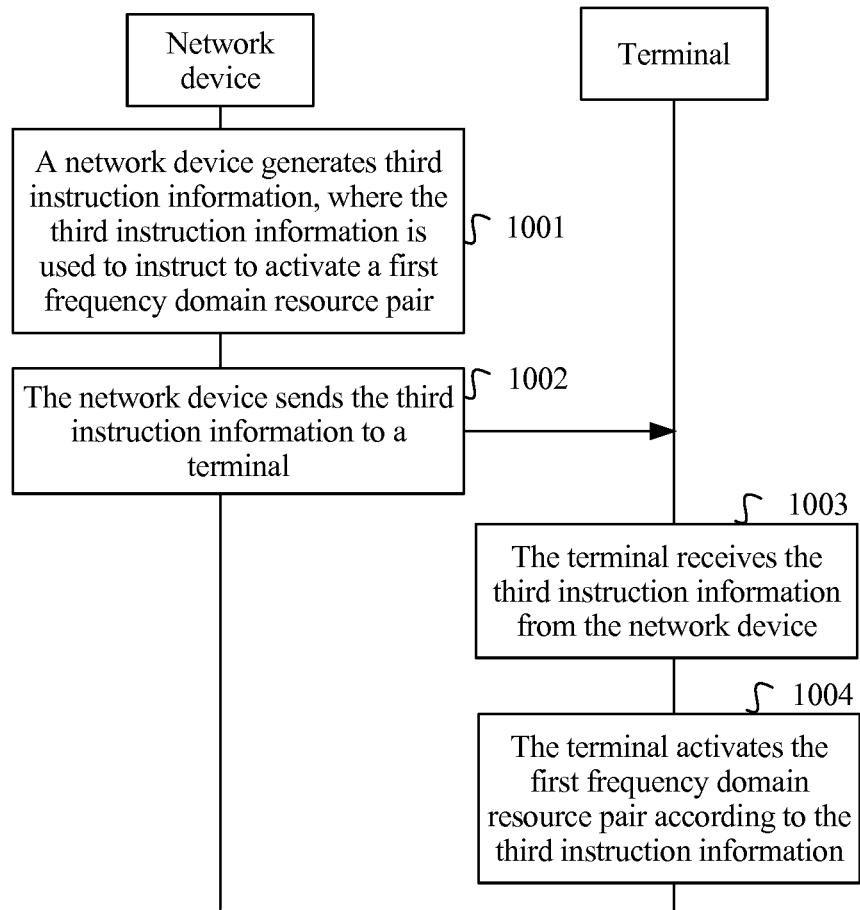 Network
device
Terminal
A network device generates third
instruction information, where the
third instruction information is
used to instruct to activate a first
frequency domain resource pair
1001
1002
The network device sends the third
instruction information to a
terminal
1003
The terminal receives the
third instruction information
from the network device
1004
The terminal activates the
first frequency domain
resource pair according to the
third instruction information